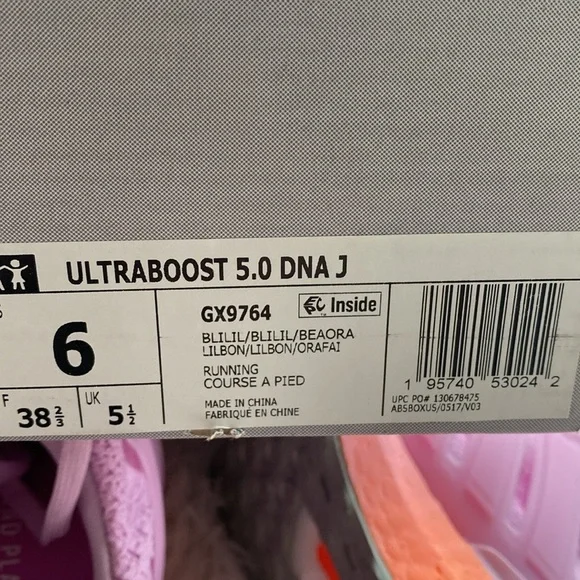 ULTRABOOST 5.0 DNA J
6
F 38 2/3
UK 5 1/2
GX9764
Inside
BLILIL/BLILIL/BEAORA
LILBON/LILBON/ORAFAI
RUNNING
COURSE A PIED
MADE IN CHINA
FABRIQUÉ EN CHINE
1 95740 53024 2
UPC PO# 130678475
ABSBOXUS/0517/V03